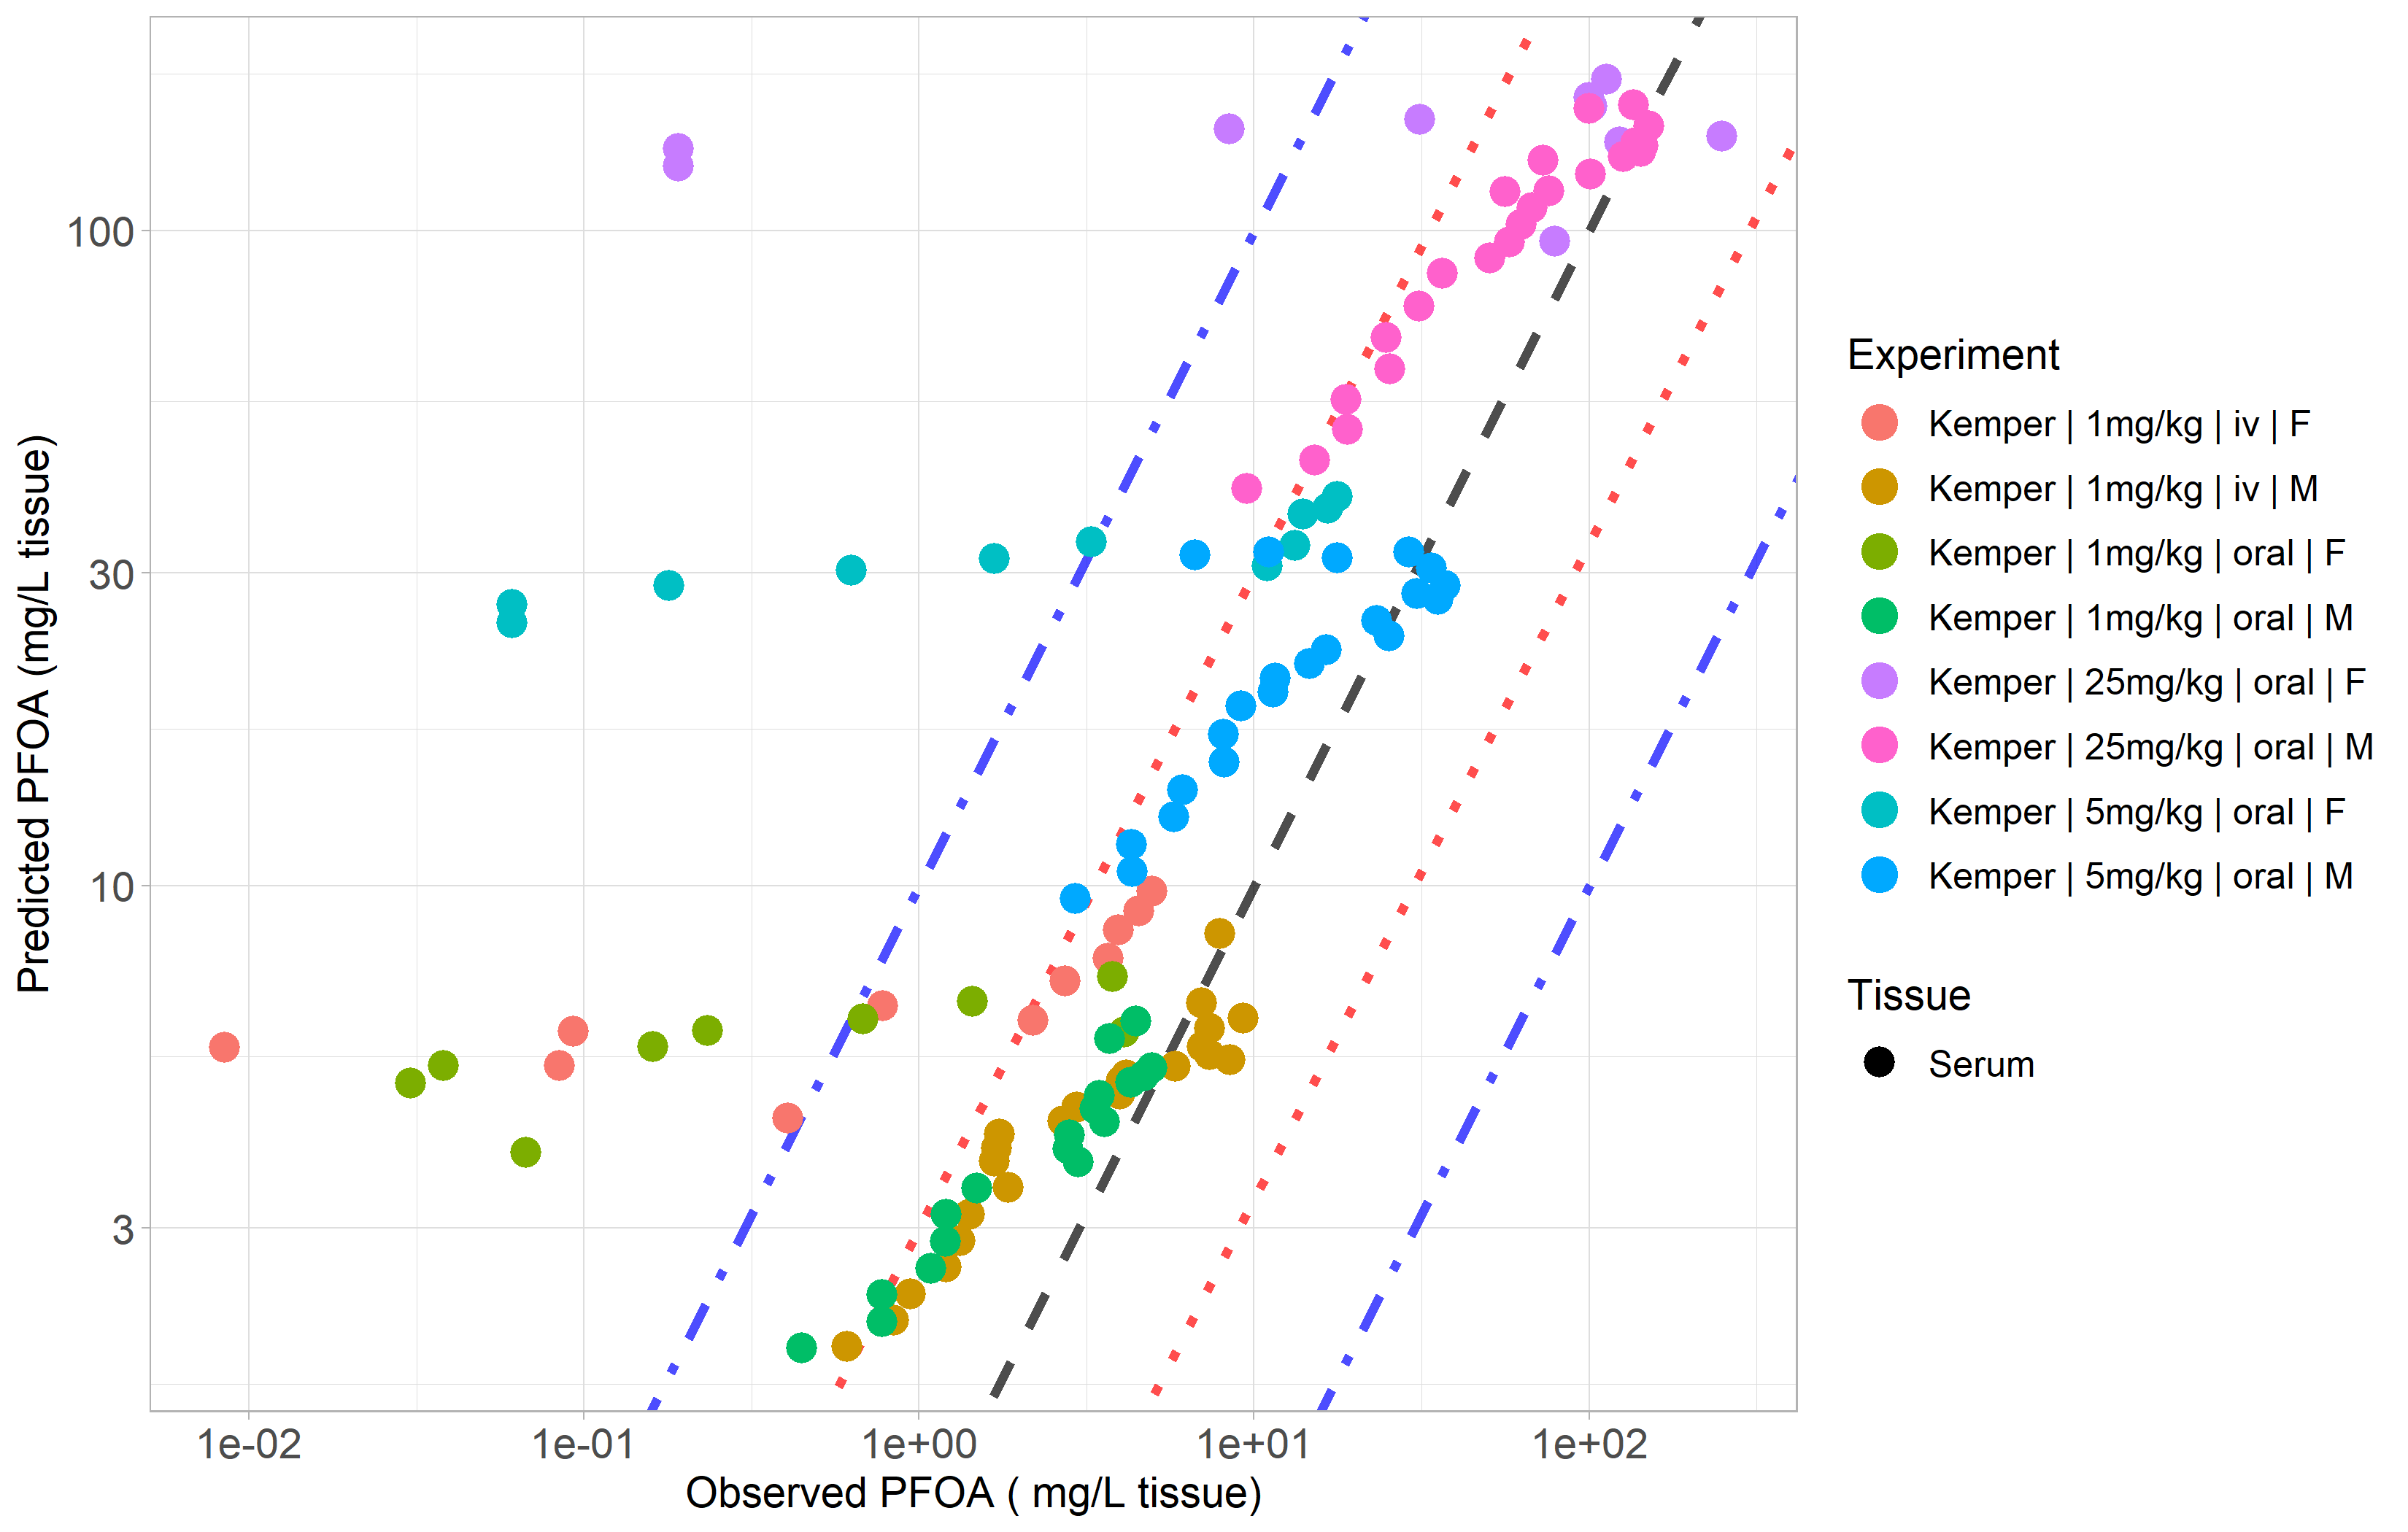 Predicted PFOA (mg/L tissue)
100
30
10
3
1e-02
1e-01
1e+00
1e+01
1e+02
Observed PFOA ( mg/L tissue)
Experiment
Kemper | 1mg/kg | iv | F
Kemper | 1mg/kg | iv | M
Kemper | 1mg/kg | oral | F
Kemper | 1mg/kg | oral | M
Kemper | 25mg/kg | oral | F
Kemper | 25mg/kg | oral | M
Kemper | 5mg/kg | oral | F
Kemper | 5mg/kg | oral | M
Tissue
Serum